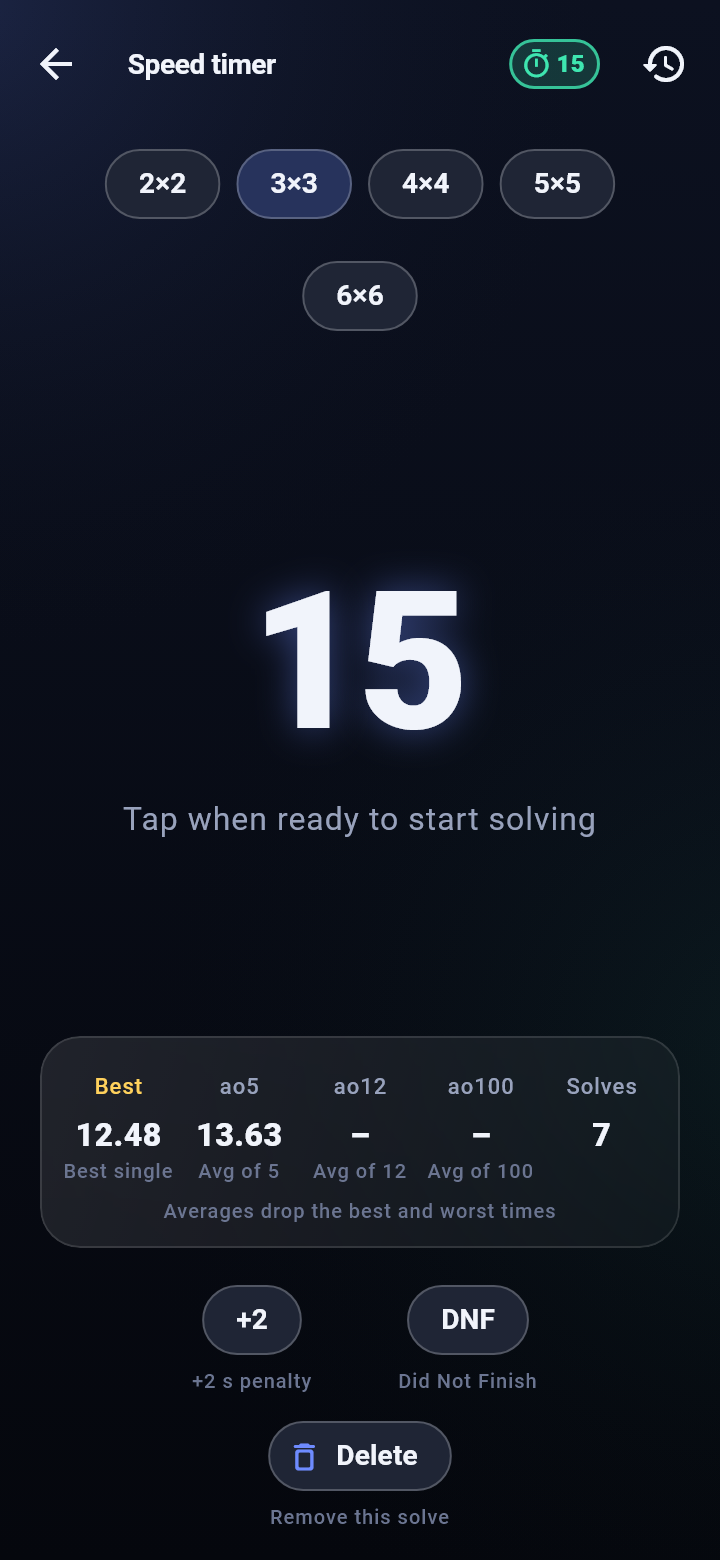 Speed timer 15
2×2 3×3 4×4 5×5
6×6
15
Tap when ready to start solving
Best ao5 ao12 ao100 Solves
12.48 13.63 – – 7
Best single Avg of 5 Avg of 12 Avg of 100
Averages drop the best and worst times
+2 DNF
+2 s penalty Did Not Finish
Delete
Remove this solve